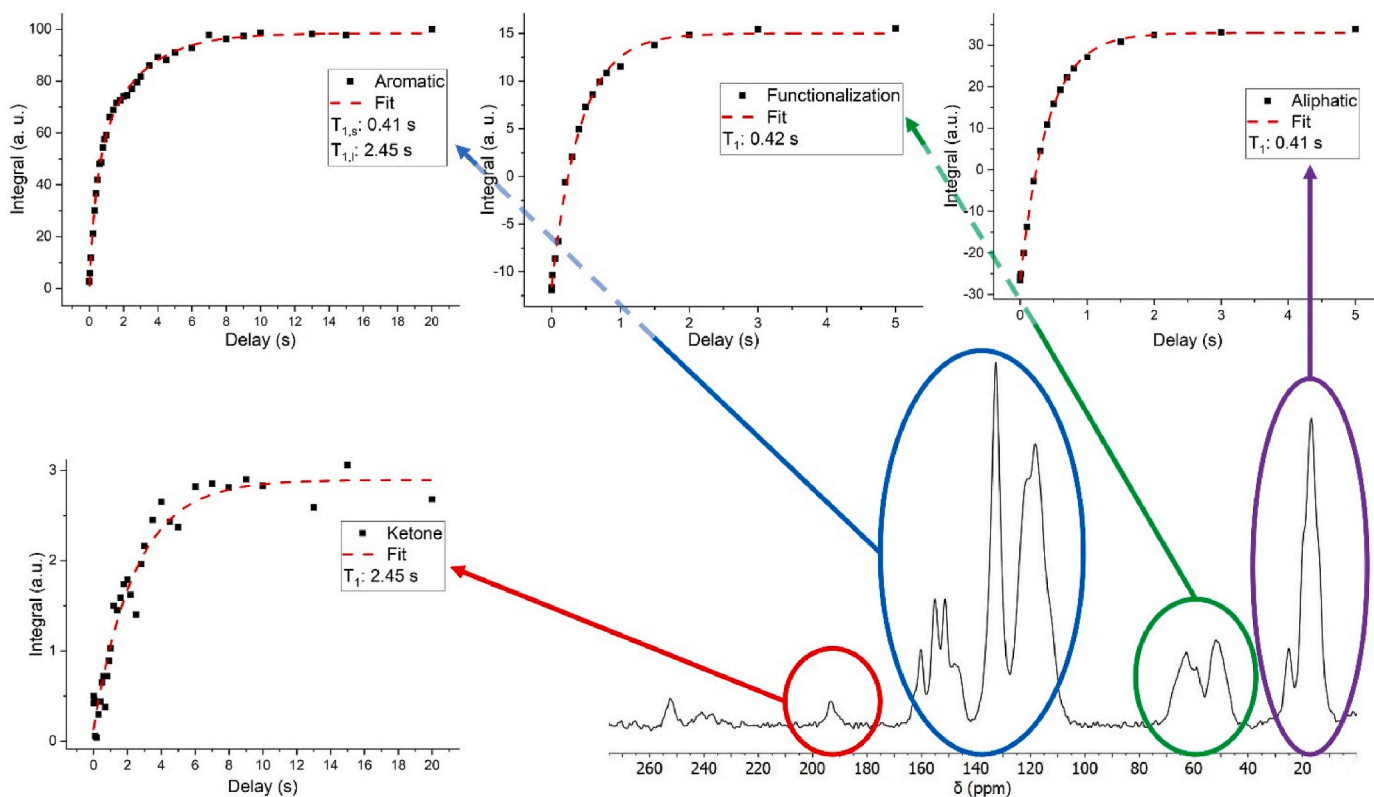 100
80
60
40
20
0
Integral (a. u.)
Aromatic
Fit
T1,s: 0.41 s
T1,l: 2.45 s
0 2 4 6 8 10 12 14 16 18 20
Delay (s)
15
10
5
0
-5
-10
Integral (a.u.)
Functionalization
Fit
T1: 0.42 s
0 1 2 3 4 5
Delay (s)
30
20
10
0
-10
-20
-30
Integral (a.u.)
Aliphatic
Fit
T1: 0.41 s
0 1 2 3 4 5
Delay (s)
3
2
1
0
Integral (a.u.)
Ketone
Fit
T1: 2.45 s
0 2 4 6 8 10 12 14 16 18 20
Delay (s)
260 240 220 200 180 160 140 120 100 80 60 40 20
δ (ppm)